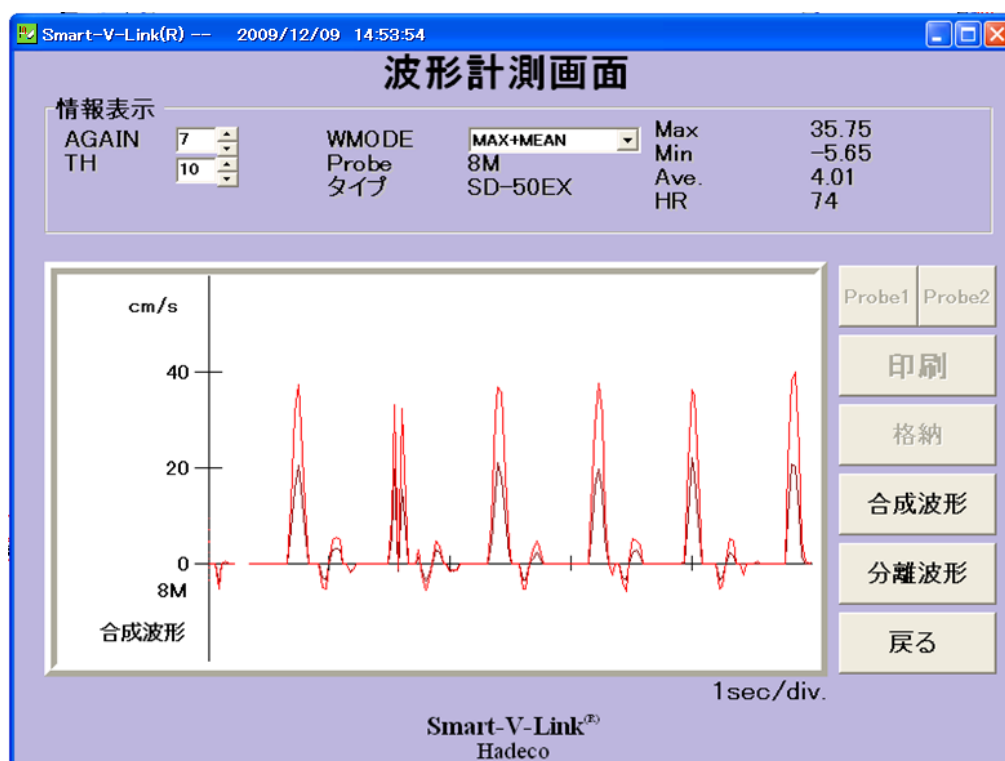 Smart-V-Link(R) -- 2009/12/09 14:53:54
波形計測画面
情報表示
AGAIN 7
TH 10
WMODE MAX+MEAN
Probe 8M
タイプ SD-50EX
Max 35.75
Min -5.65
Ave. 4.01
HR 74
cm/s
40
20
0
8M
合成波形
Probe1 Probe2
印刷
格納
合成波形
分離波形
戻る
1sec/div.
Smart-V-Link(R)
Hadeco